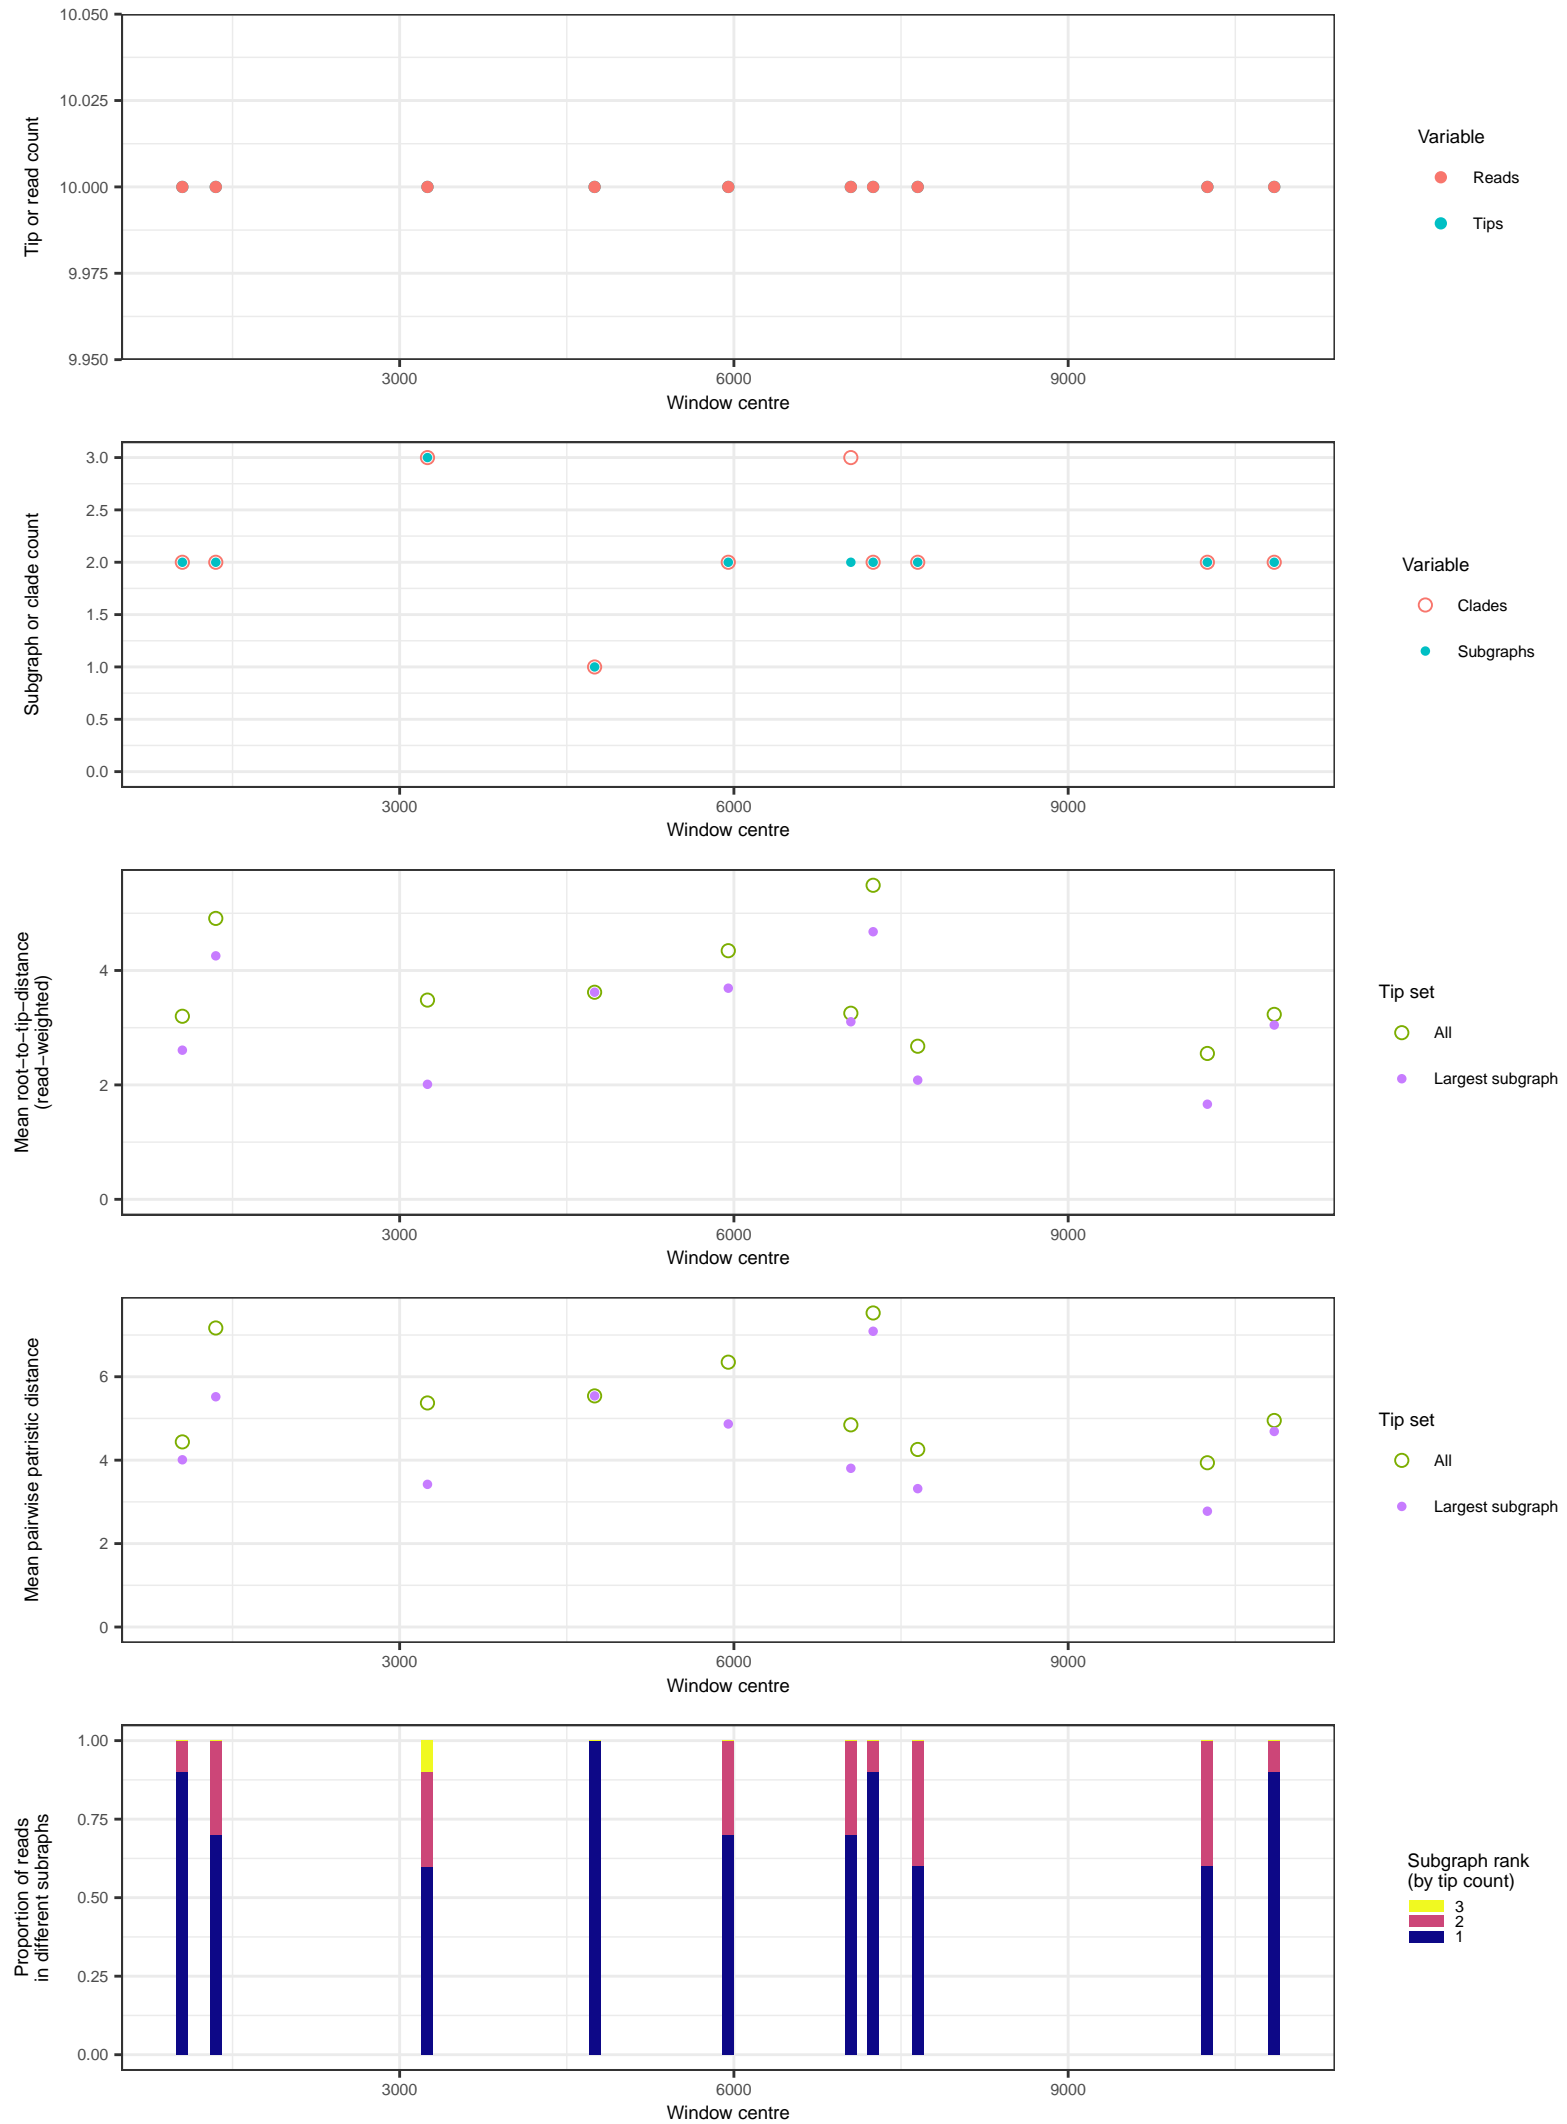 10.050
10.025
10.000
9.975
9.950
Tip or read count
3000
6000
9000
Window centre
Variable
Reads
Tips
3.0
2.5
2.0
1.5
1.0
0.5
0.0
Subgraph or clade count
3000
6000
9000
Window centre
Variable
Clades
Subgraphs
4
2
0
Mean root−to−tip−distance
(read−weighted)
3000
6000
9000
Window centre
Tip set
All
Largest subgraph
6
4
2
0
Mean pairwise patristic distance
3000
6000
9000
Window centre
Tip set
All
Largest subgraph
1.00
0.75
0.50
0.25
0.00
Proportion of reads
in different subraphs
3000
6000
9000
Window centre
Subgraph rank
(by tip count)
3
2
1